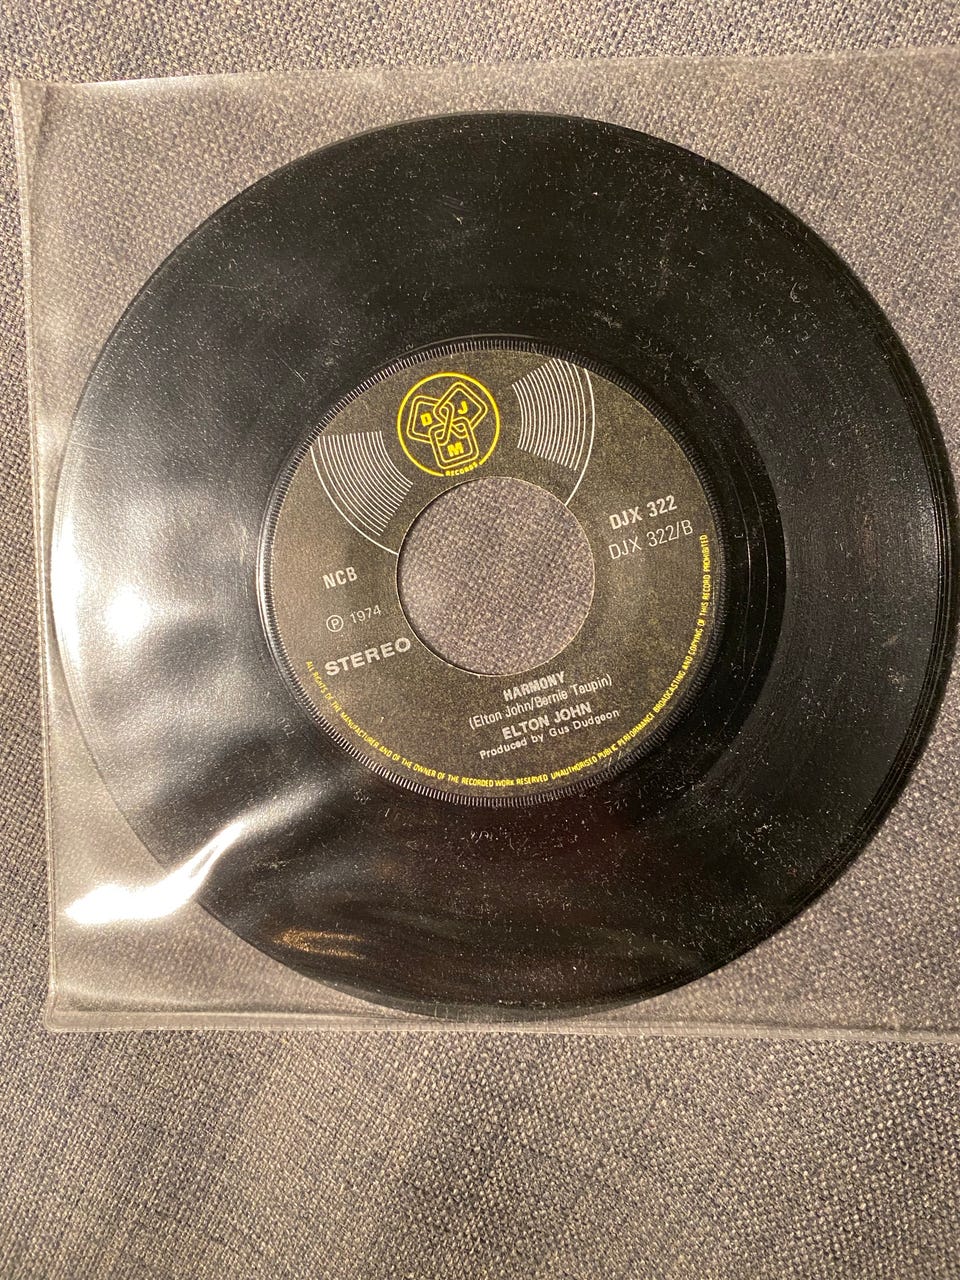 D J
M
RECORDS
DJX 322
DJX 322/B
NCB
℗ 1974
STEREO
HARMONY
(Elton John/Bernie Taupin)
ELTON JOHN
Produced by Gus Dudgeon
ALL RIGHTS OF THE MANUFACTURER AND OF THE OWNER OF THE RECORDED WORK RESERVED UNAUTHORISED PUBLIC PERFORMANCE BROADCASTING AND COPYING OF THIS RECORD PROHIBITED